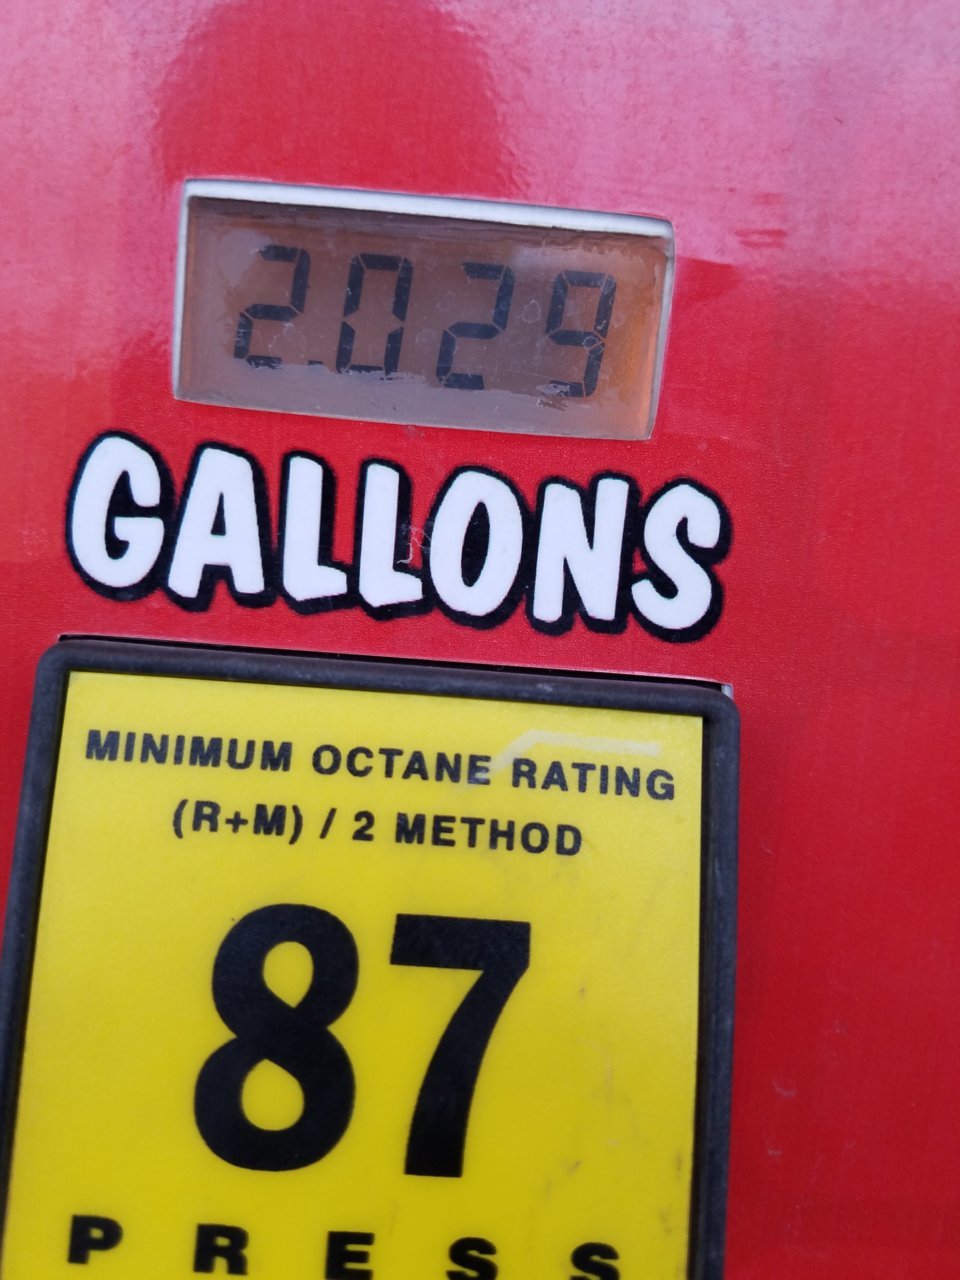 2.029
GALLONS
MINIMUM OCTANE RATING
(R+M) / 2 METHOD
87
PRESS